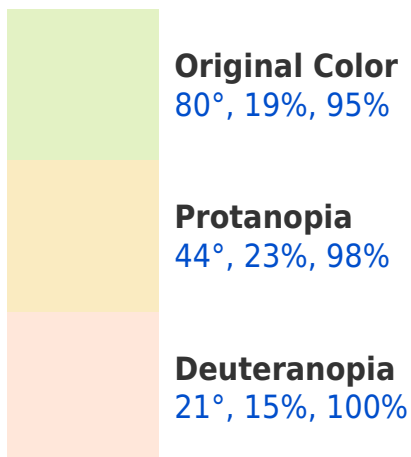 Original Color
80°, 19%, 95%
Protanopia
44°, 23%, 98%
Deuteranopia
21°, 15%, 100%